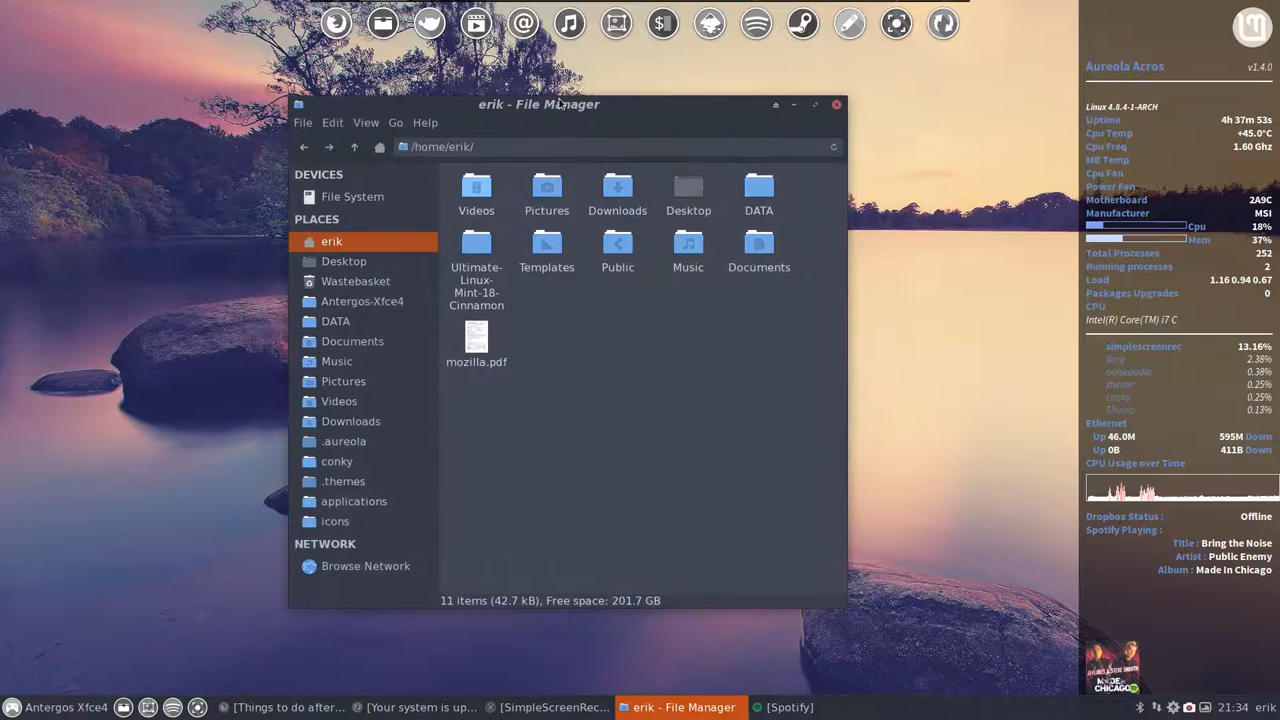 erik - File Manager
File Edit View Go Help
/home/erik/
DEVICES
File System
PLACES
erik
Desktop
Wastebasket
Antergos-Xfce4
DATA
Documents
Music
Pictures
Videos
Downloads
.aureola
conky
.themes
applications
icons
NETWORK
Browse Network
Videos Pictures Downloads Desktop DATA
Ultimate-
Linux-
Mint-18-
Cinnamon
Templates Public Music Documents
mozilla.pdf
11 items (42.7 kB), Free space: 201.7 GB
Aureola Acros v1.4.0
Linux 4.8.4-1-ARCH
Uptime 4h 37m 53s
Cpu Temp +45.0°C
Cpu Freq 1.60 Ghz
MB Temp
Cpu Fan
Power Fan
Motherboard 2A9C
Manufacturer MSI
Cpu 18%
Mem 37%
Total Processes 252
Running processes 2
Load 1.16 0.94 0.67
Packages Upgrades 0
CPU
Intel(R) Core(TM) i7 C
simplescreenrec 13.16%
Xorg 2.38%
pulseaudio 0.38%
xfwm4 0.25%
conky 0.25%
Thunar 0.13%
Ethernet
Up 46.0M 595M Down
Up 0B 411B Down
CPU Usage over Time
Dropbox Status : Offline
Spotify Playing :
Title : Bring the Noise
Artist : Public Enemy
Album : Made In Chicago
MADE
CHICAGO
Antergos Xfce4 [Things do after... [Your system is up... [SimpleScreenRec... erik - File Manager [Spotify] 21:34 erik